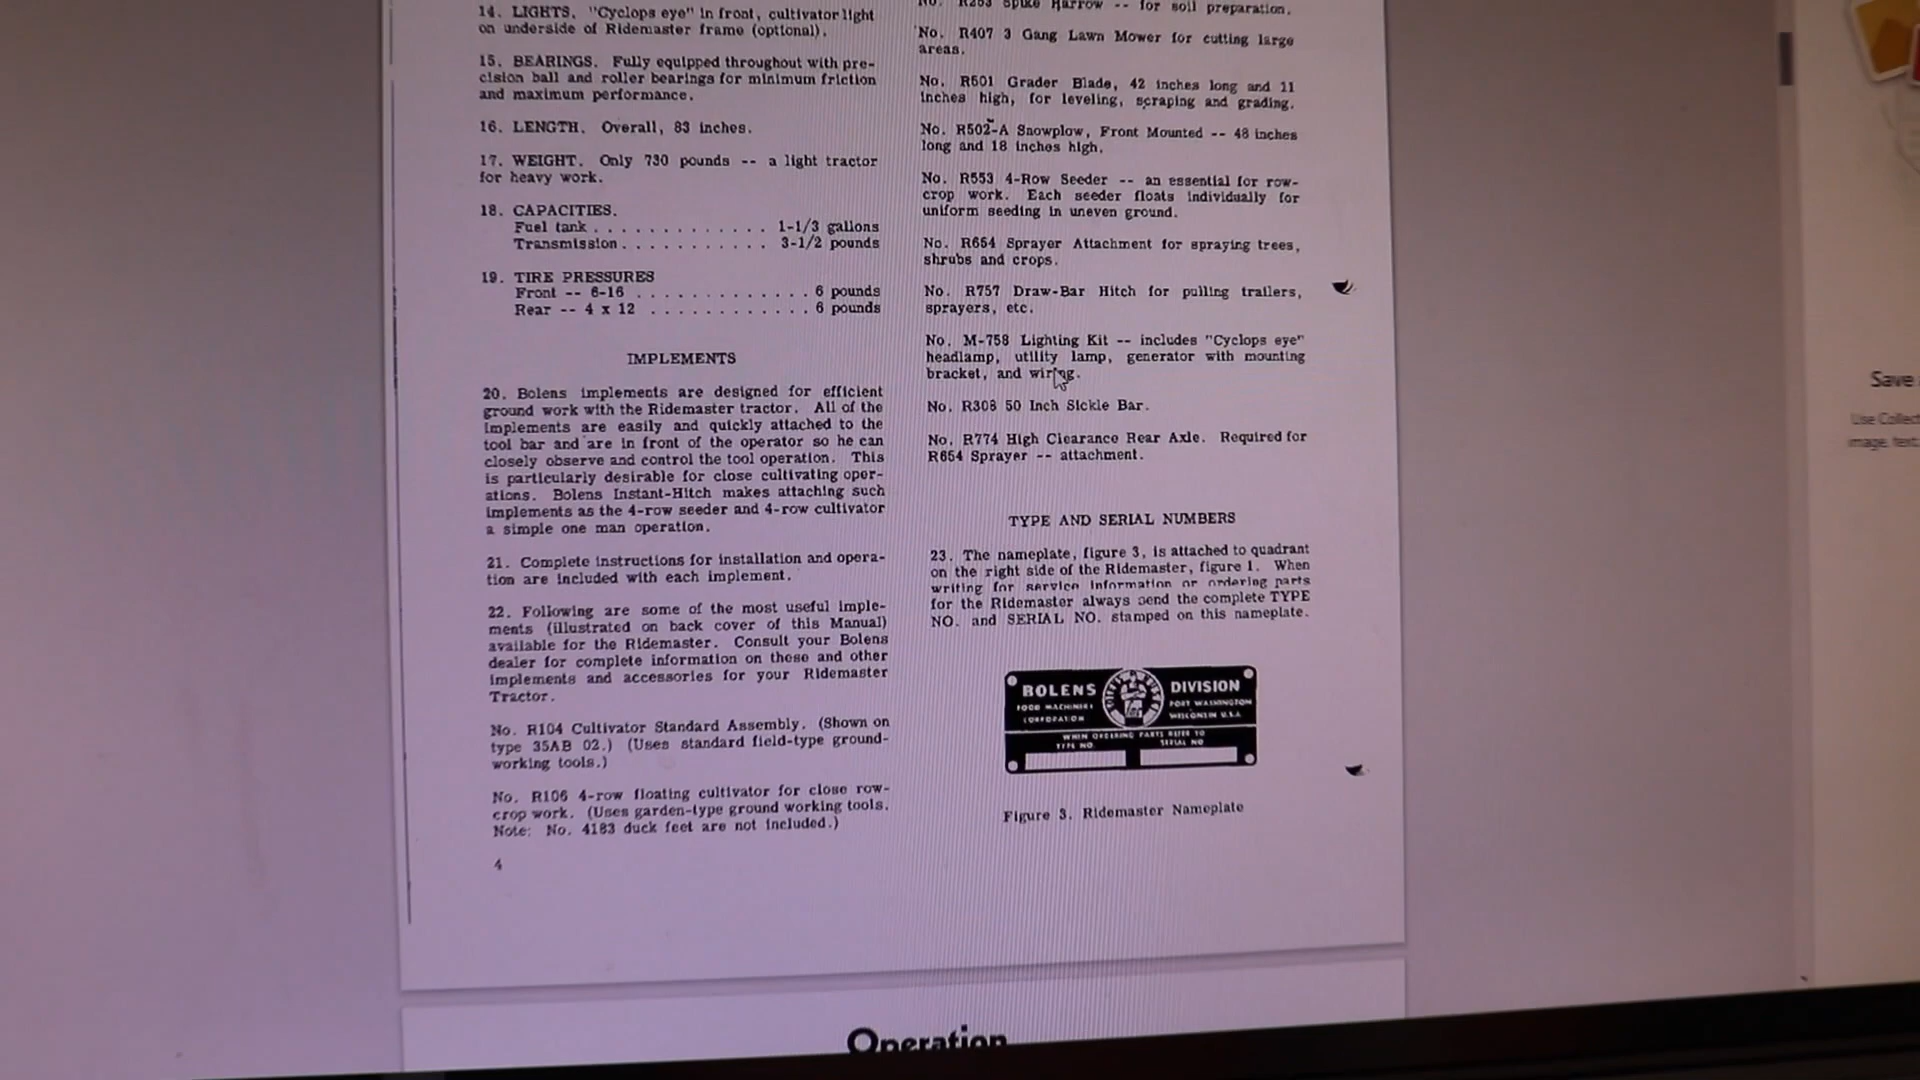 14. LIGHTS. "Cyclops eye" in front, cultivator light
on underside of Ridemaster frame (optional).
15. BEARINGS. Fully equipped throughout with pre-
cision ball and roller bearings for minimum friction
and maximum performance.
16. LENGTH. Overall, 83 inches.
17. WEIGHT. Only 730 pounds -- a light tractor
for heavy work.
18. CAPACITIES.
Fuel tank . . . . . . . . . . . . . 1-1/3 gallons
Transmission . . . . . . . . . . . 3-1/2 pounds
19. TIRE PRESSURES
Front -- 6-16 . . . . . . . . . . . . . 6 pounds
Rear -- 4 x 12 . . . . . . . . . . . . 6 pounds
IMPLEMENTS
20. Bolens implements are designed for efficient
ground work with the Ridemaster tractor. All of the
implements are easily and quickly attached to the
tool bar and are in front of the operator so he can
closely observe and control the tool operation. This
is particularly desirable for close cultivating oper-
ations. Bolens Instant-Hitch makes attaching such
implements as the 4-row seeder and 4-row cultivator
a simple one man operation.
21. Complete instructions for installation and opera-
tion are included with each implement.
22. Following are some of the most useful imple-
ments (illustrated on back cover of this Manual)
available for the Ridemaster. Consult your Bolens
dealer for complete information on these and other
implements and accessories for your Ridemaster
Tractor.
No. R104 Cultivator Standard Assembly. (Shown on
type 35AB 02.) (Uses standard field-type ground-
working tools.)
No. R106 4-row floating cultivator for close row-
crop work. (Uses garden-type ground working tools.
Note: No. 4183 duck feet are not included.)
4
No. R253 Spike Harrow -- for soil preparation.
No. R407 3 Gang Lawn Mower for cutting large
areas.
No. R501 Grader Blade, 42 inches long and 11
inches high, for leveling, scraping and grading.
No. R502-A Snowplow, Front Mounted -- 48 inches
long and 18 inches high.
No. R553 4-Row Seeder -- an essential for row-
crop work. Each seeder floats individually for
uniform seeding in uneven ground.
No. R654 Sprayer Attachment for spraying trees,
shrubs and crops.
No. R757 Draw-Bar Hitch for pulling trailers,
sprayers, etc.
No. M-758 Lighting Kit -- includes "Cyclops eye"
headlamp, utility lamp, generator with mounting
bracket, and wiring.
No. R308 50 Inch Sickle Bar.
No. R774 High Clearance Rear Axle. Required for
R654 Sprayer -- attachment.
TYPE AND SERIAL NUMBERS
23. The nameplate, figure 3, is attached to quadrant
on the right side of the Ridemaster, figure 1. When
writing for service information or ordering parts
for the Ridemaster always send the complete TYPE
NO. and SERIAL NO. stamped on this nameplate.
BOLENS DIVISION
FOOD MACHINERY PORT WASHINGTON
CORPORATION WISCONSIN U.S.A.
WHEN ORDERING PARTS REFER TO
TYPE NO. SERIAL NO
Figure 3. Ridemaster Nameplate
Operation
Save
Use Collect
image, text